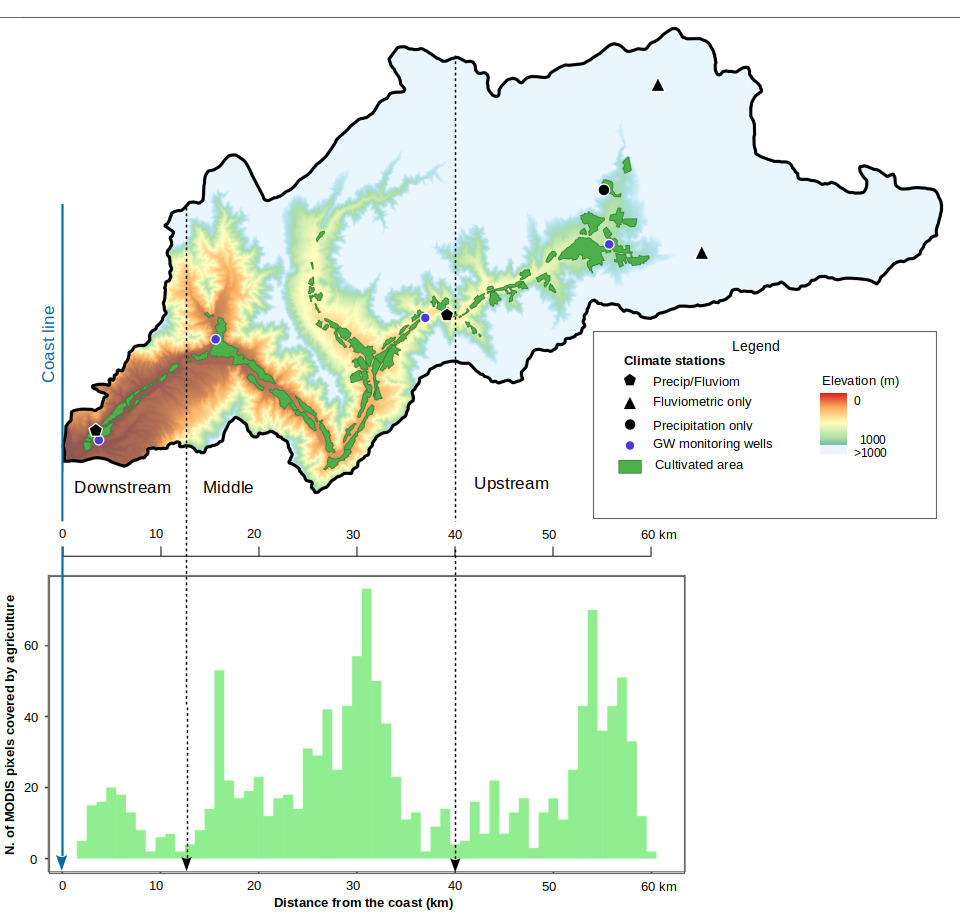 Coast line
Legend
Climate stations
Precip/Fluviom
Fluviometric only
Precipitation only
GW monitoring wells
Cultivated area
Elevation (m)
0
1000
>1000
Downstream
Middle
Upstream
0 10 20 30 40 50 60 km
N. of MODIS pixels covered by agriculture
60
40
20
0
0 10 20 30 40 50 60 km
Distance from the coast (km)